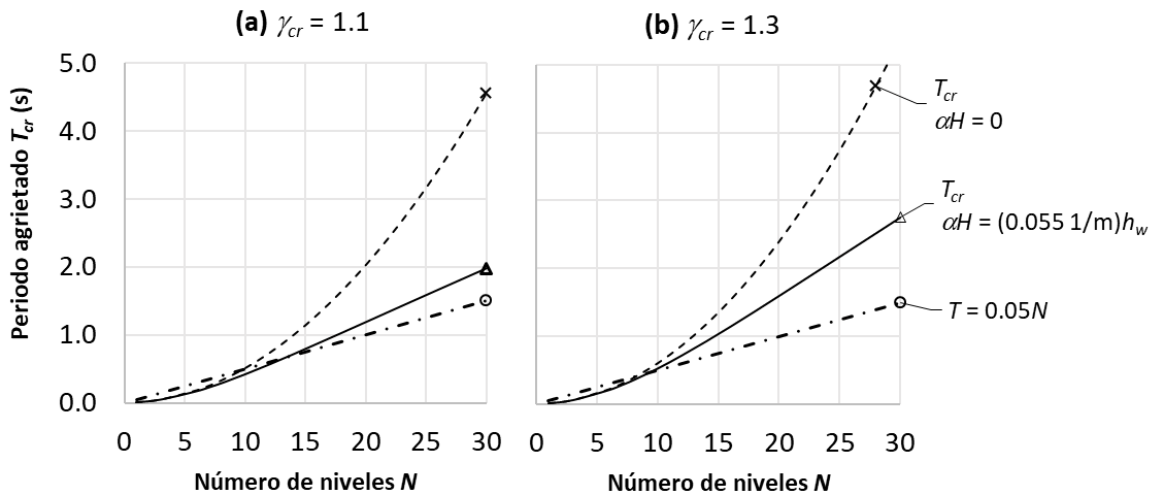 (a) γcr = 1.1
(b) γcr = 1.3
Periodo agrietado Tcr (s)
5.0
4.0
3.0
2.0
1.0
0.0
0 5 10 15 20 25 30
Número de niveles N
0 5 10 15 20 25 30
Número de niveles N
Tcr
αH = 0
Tcr
αH = (0.055 1/m)hw
T = 0.05N